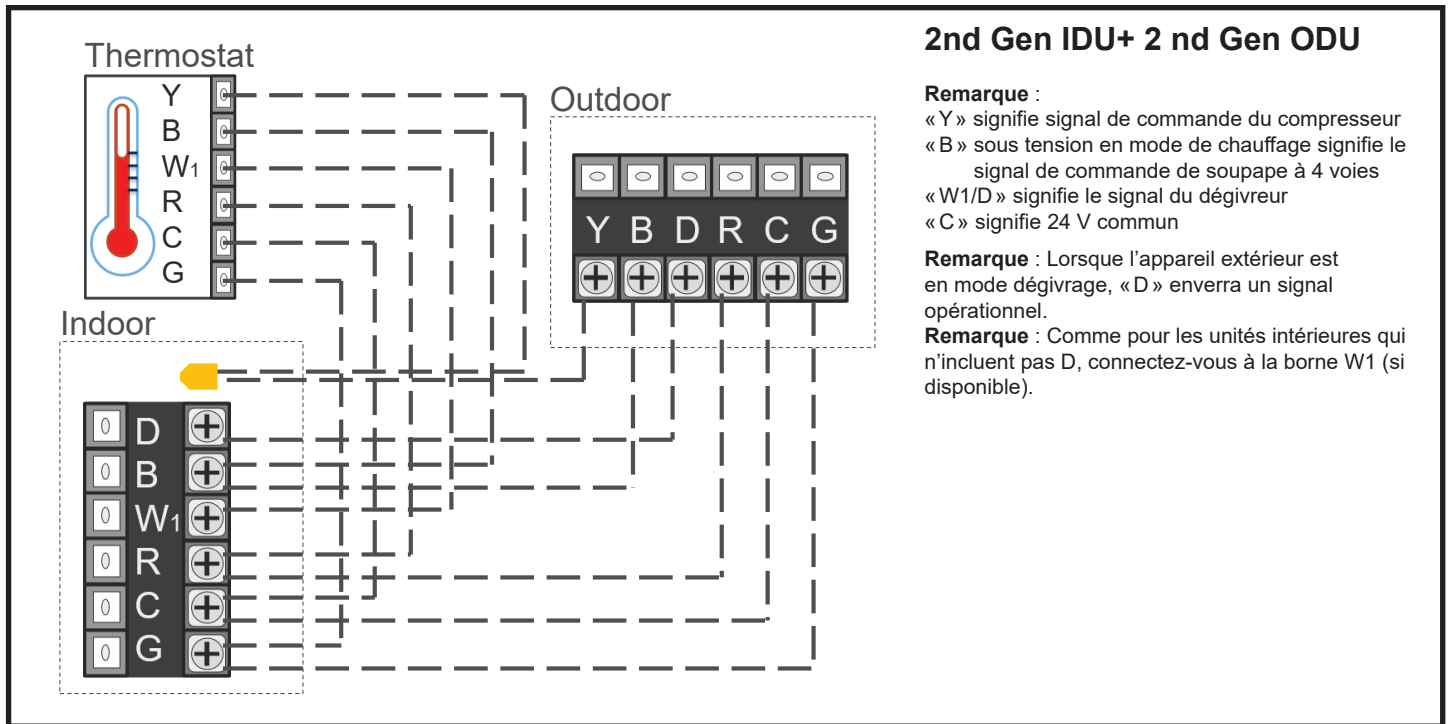 Thermostat
Y
B
W1
R
C
G
Outdoor
Y B D R C G
Indoor
D
B
W1
R
C
G
2nd Gen IDU+ 2 nd Gen ODU
Remarque :
« Y » signifie signal de commande du compresseur
« B » sous tension en mode de chauffage signifie le
signal de commande de soupape à 4 voies
« W1/D » signifie le signal du dégivreur
« C » signifie 24 V commun
Remarque : Lorsque l’appareil extérieur est
en mode dégivrage, « D » enverra un signal
opérationnel.
Remarque : Comme pour les unités intérieures qui
n’incluent pas D, connectez-vous à la borne W1 (si
disponible).